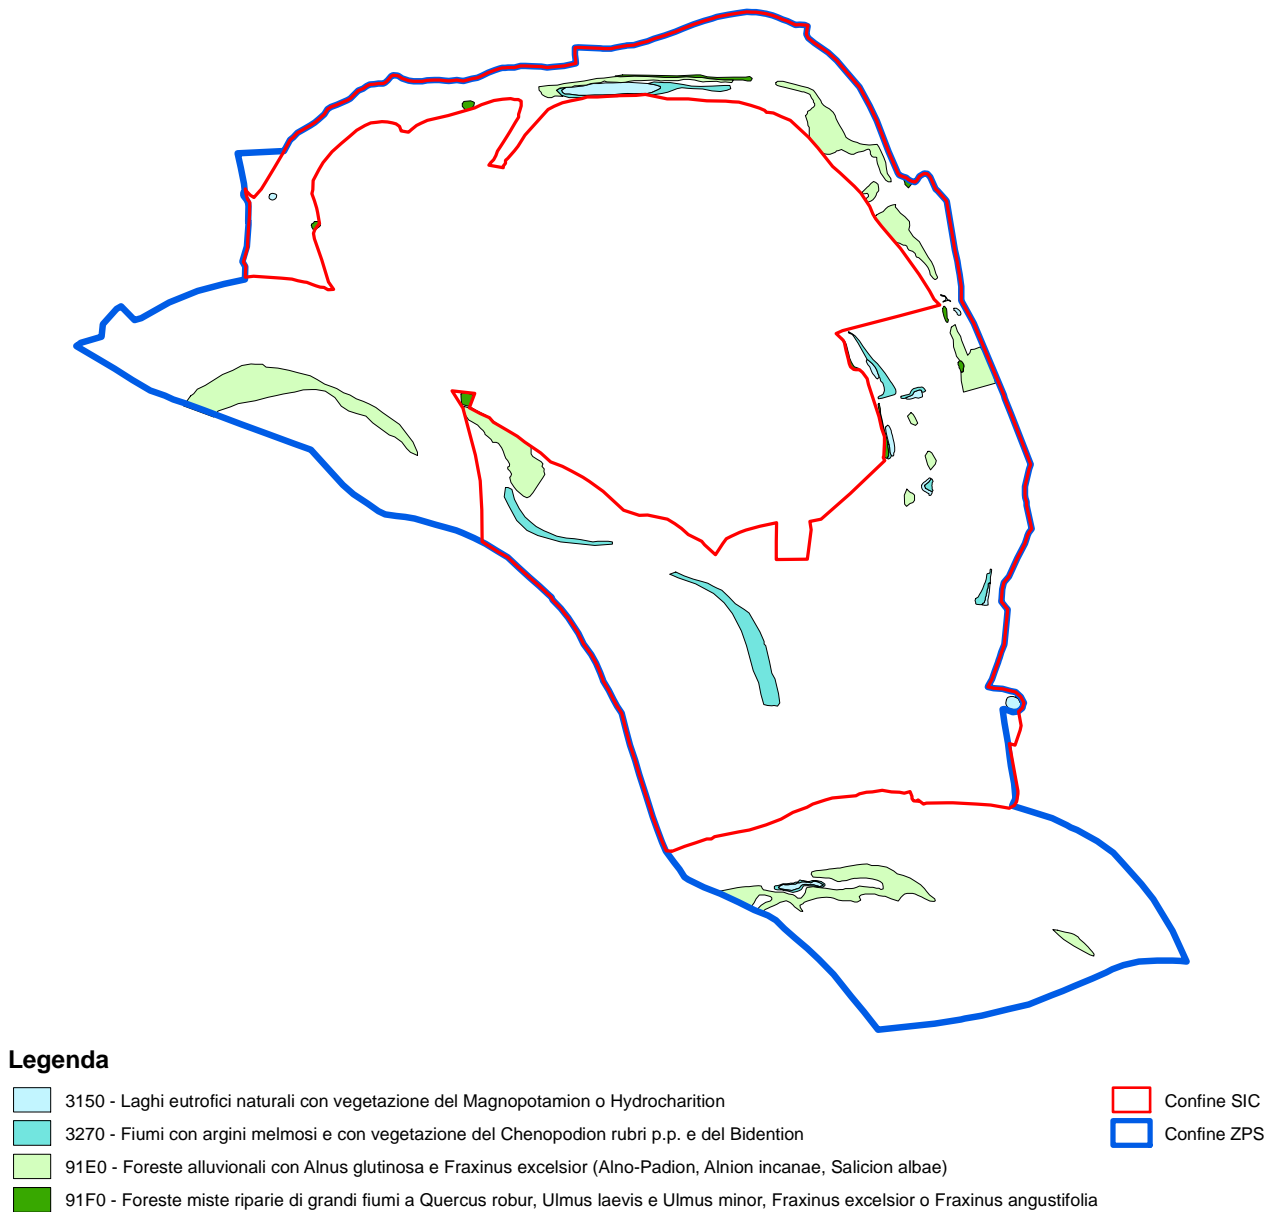 Legenda
3150 - Laghi eutrofici naturali con vegetazione del Magnopotamion o Hydrocharition
3270 - Fiumi con argini melmosi e con vegetazione del Chenopodion rubri p.p. e del Bidention
91E0 - Foreste alluvionali con Alnus glutinosa e Fraxinus excelsior (Alno-Padion, Alnion incanae, Salicion albae)
91F0 - Foreste miste riparie di grandi fiumi a Quercus robur, Ulmus laevis e Ulmus minor, Fraxinus excelsior o Fraxinus angustifolia
Confine SIC
Confine ZPS